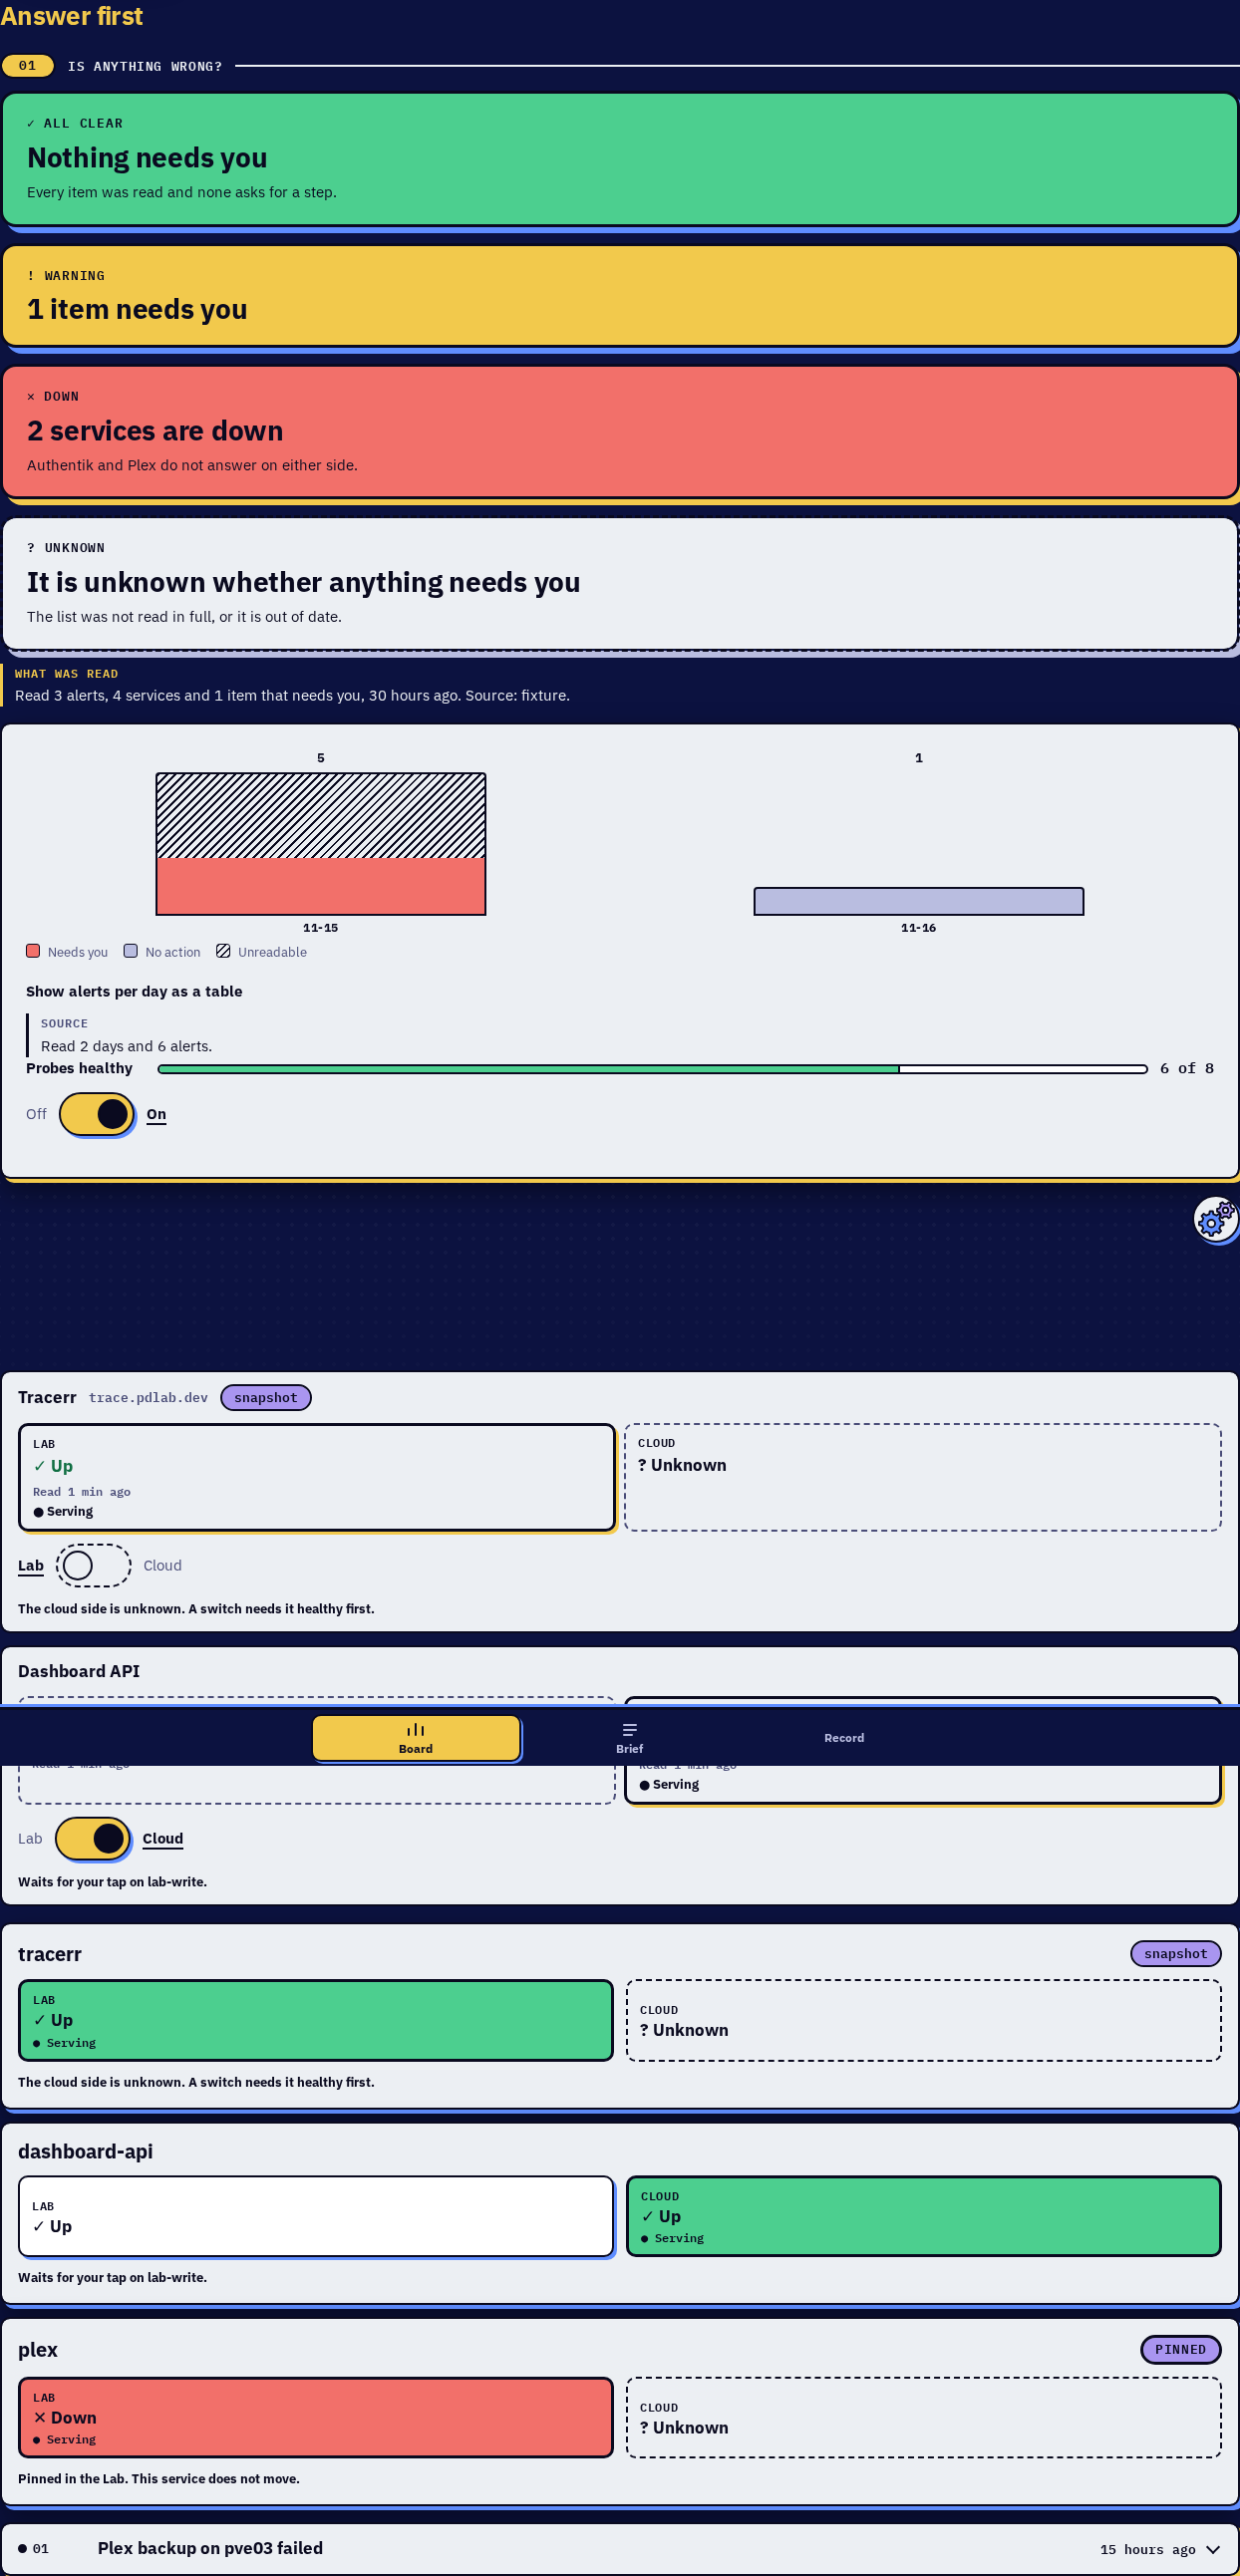 Answer first
01 IS ANYTHING WRONG?
✓ ALL CLEAR
Nothing needs you
Every item was read and none asks for a step.
! WARNING
1 item needs you
× DOWN
2 services are down
Authentik and Plex do not answer on either side.
? UNKNOWN
It is unknown whether anything needs you
The list was not read in full, or it is out of date.
WHAT WAS READ
Read 3 alerts, 4 services and 1 item that needs you, 30 hours ago. Source: fixture.
5 1
11-15 11-16
Needs you No action Unreadable
Show alerts per day as a table
SOURCE
Read 2 days and 6 alerts.
Probes healthy 6 of 8
Off On
Tracerr trace.pdlab.dev snapshot
LAB
✓ Up
Read 1 min ago
● Serving
CLOUD
? Unknown
Lab Cloud
The cloud side is unknown. A switch needs it healthy first.
Dashboard API
Board Brief Record
Read 1 min ago Read 1 min ago
● Serving
Lab Cloud
Waits for your tap on lab-write.
tracerr snapshot
LAB
✓ Up
● Serving
CLOUD
? Unknown
The cloud side is unknown. A switch needs it healthy first.
dashboard-api
LAB
✓ Up
CLOUD
✓ Up
● Serving
Waits for your tap on lab-write.
plex PINNED
LAB
✕ Down
● Serving
CLOUD
? Unknown
Pinned in the Lab. This service does not move.
● 01 Plex backup on pve03 failed 15 hours ago